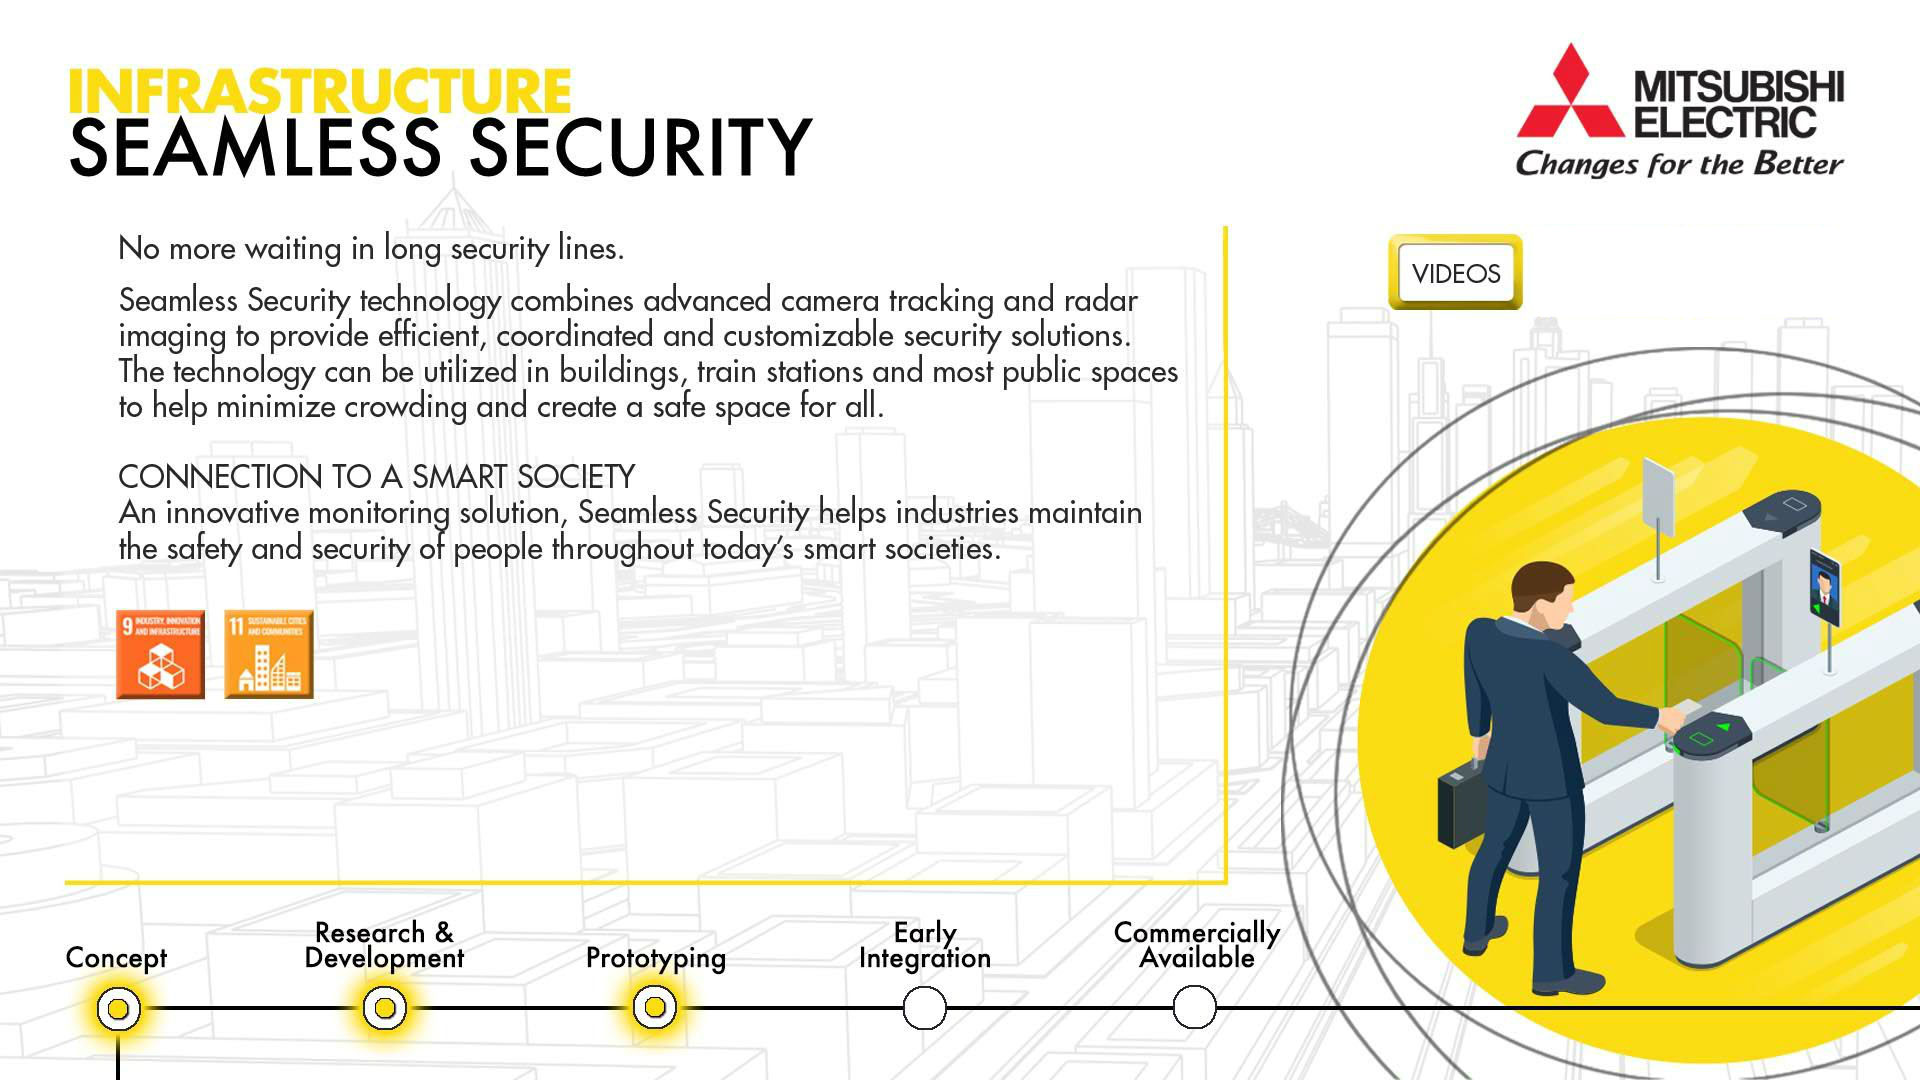 INFRASTRUCTURE
SEAMLESS SECURITY
MITSUBISHI
ELECTRIC
Changes for the Better
No more waiting in long security lines.
Seamless Security technology combines advanced camera tracking and radar
imaging to provide efficient, coordinated and customizable security solutions.
The technology can be utilized in buildings, train stations and most public spaces
to help minimize crowding and create a safe space for all.
VIDEOS
CONNECTION TO A SMART SOCIETY
An innovative monitoring solution, Seamless Security helps industries maintain
the safety and security of people throughout today’s smart societies.
9 INDUSTRY, INNOVATION
AND INFRASTRUCTURE
11 SUSTAINABLE CITIES
AND COMMUNITIES
Concept
Research &
Development
Prototyping
Early
Integration
Commercially
Available